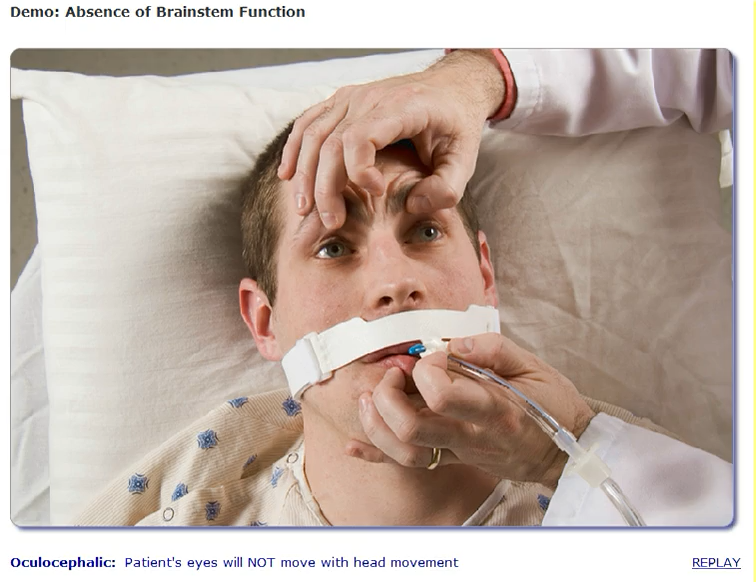 Demo: Absence of Brainstem Function
Oculocephalic: Patient's eyes will NOT move with head movement
REPLAY